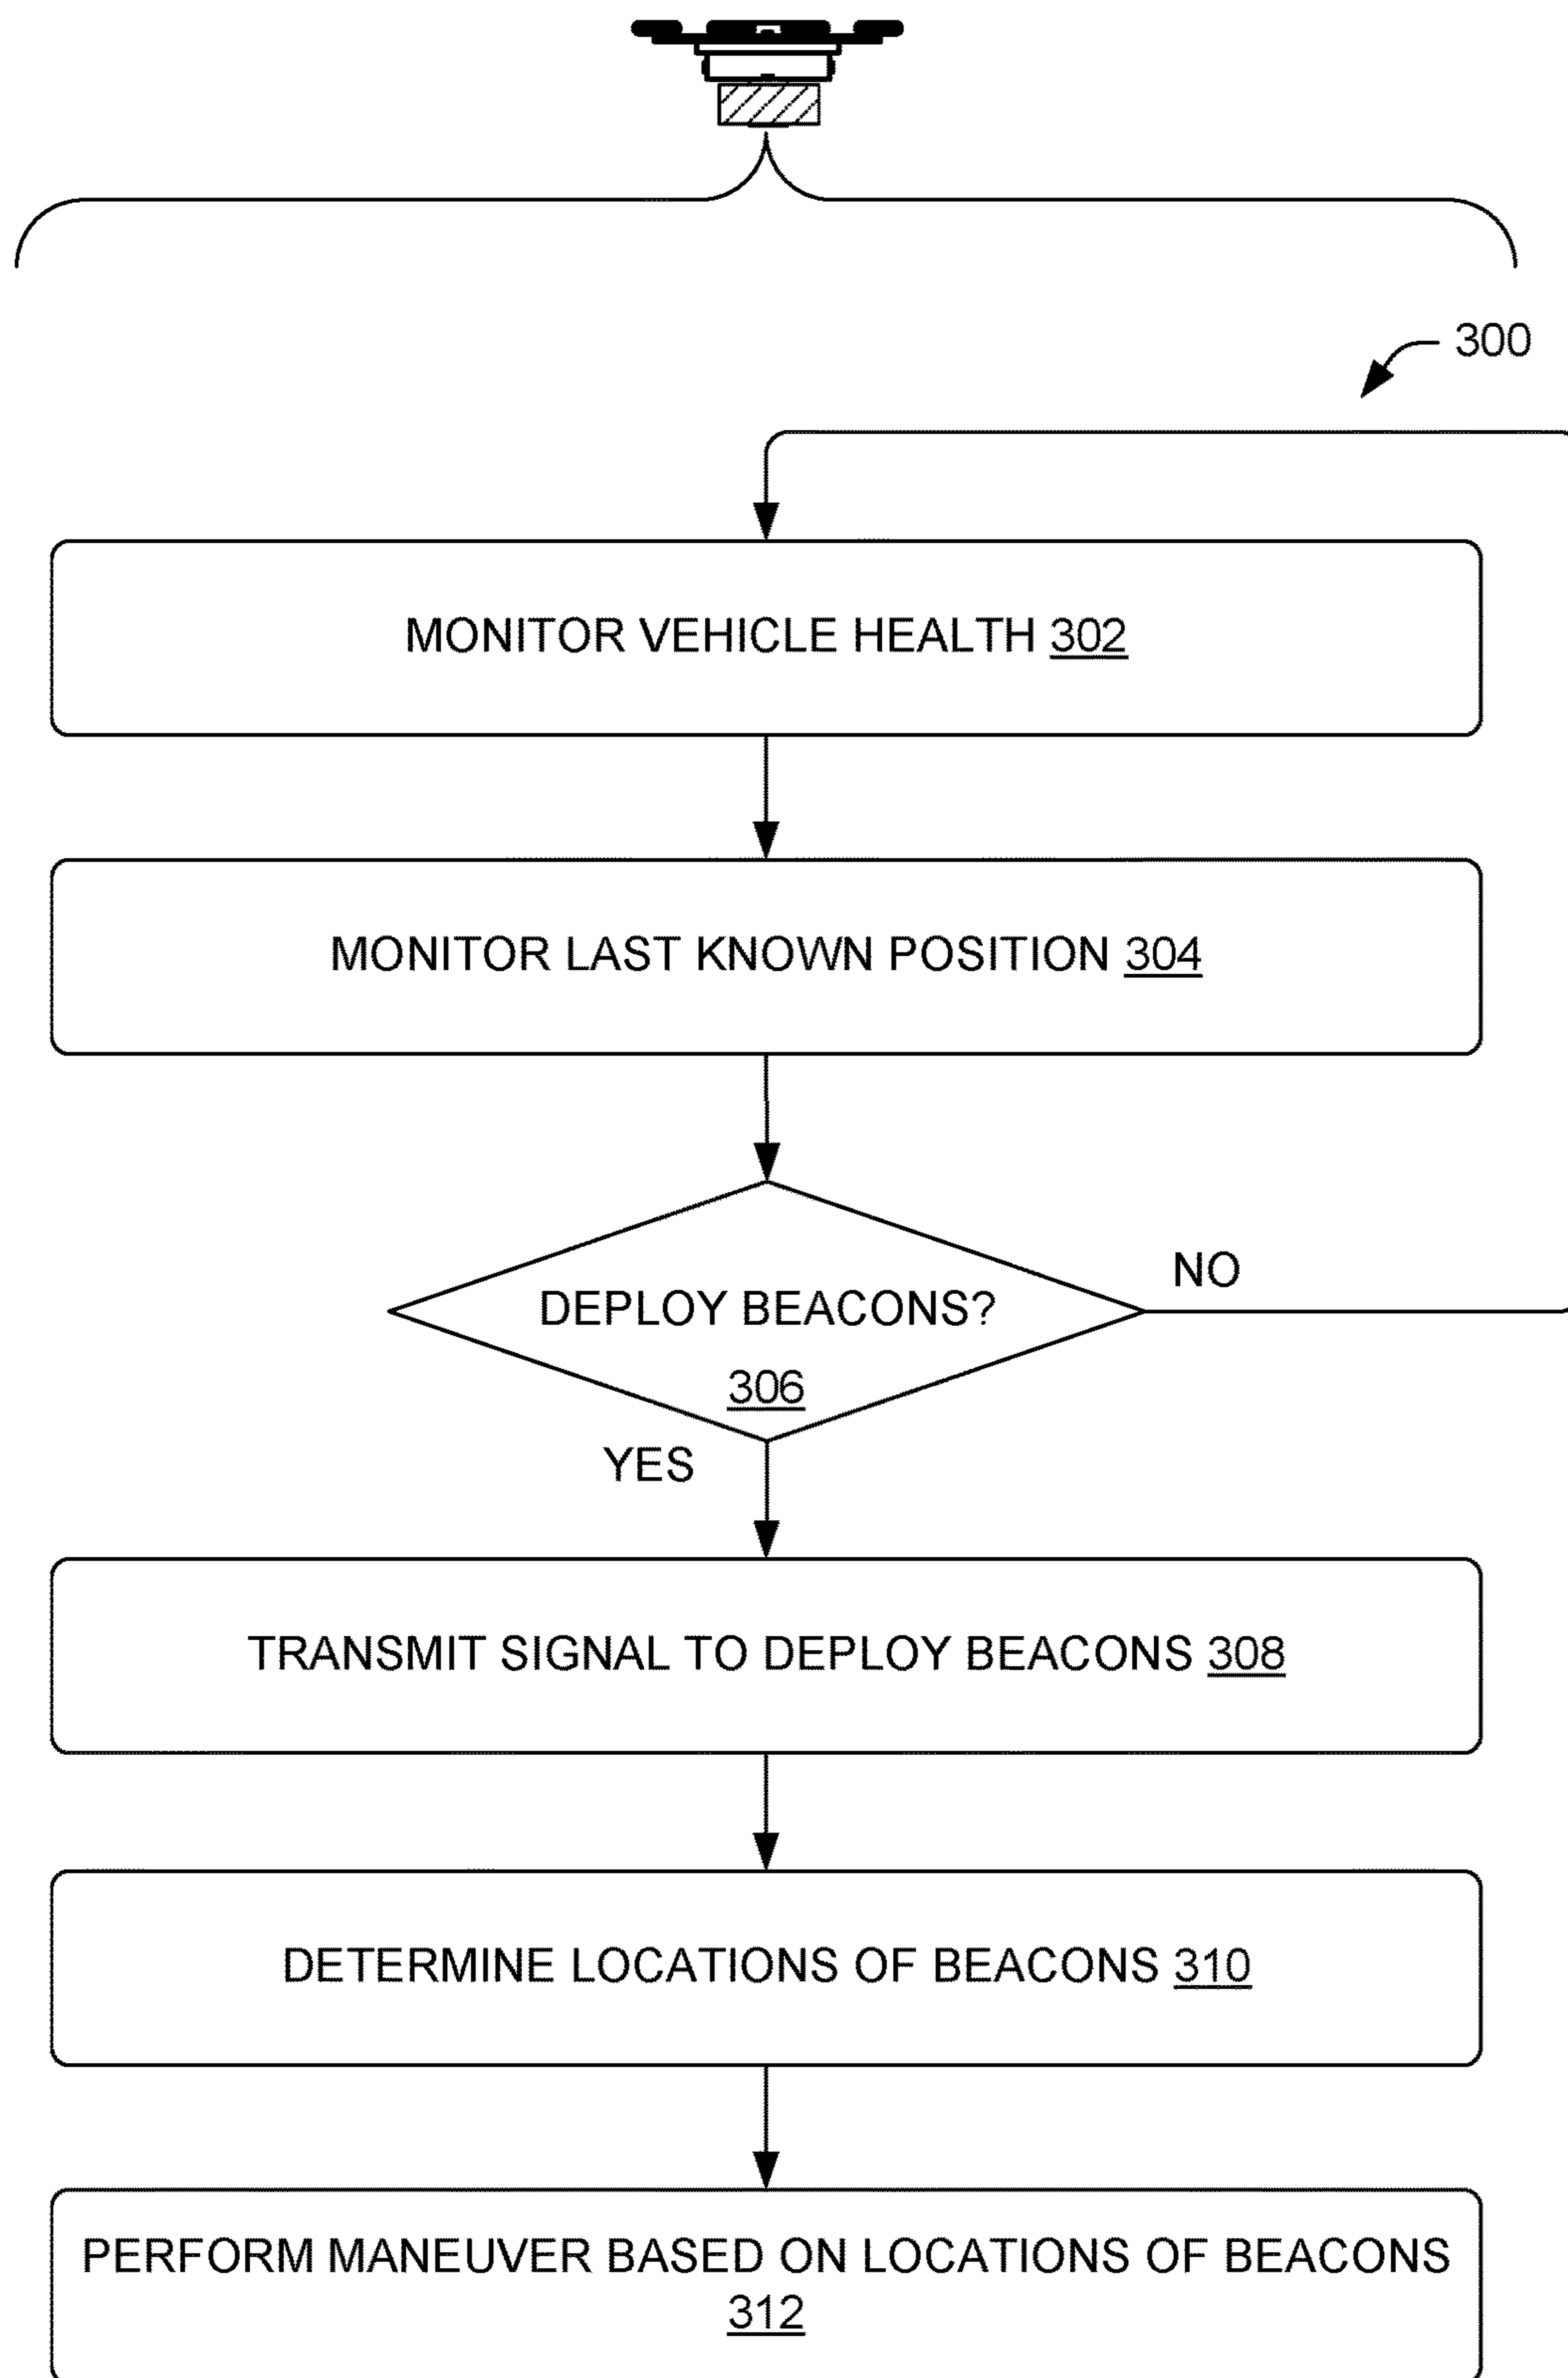 300
MONITOR VEHICLE HEALTH 302
MONITOR LAST KNOWN POSITION 304
NO
DEPLOY BEACONS?
306
YES
TRANSMIT SIGNAL TO DEPLOY BEACONS 308
DETERMINE LOCATIONS OF BEACONS 310
PERFORM MANEUVER BASED ON LOCATIONS OF BEACONS
312